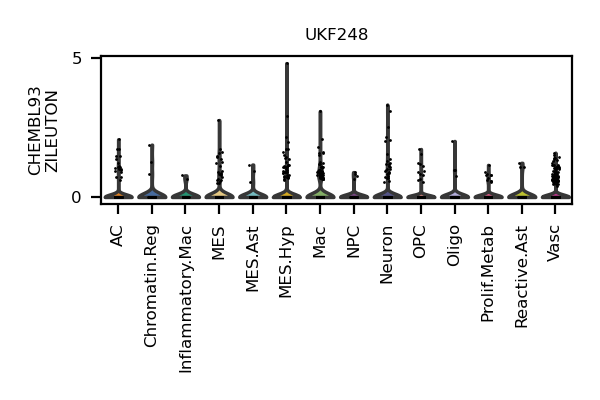 UKF248
CHEMBL93
ZILEUTON
5
0
AC
Chromatin.Reg
Inflammatory.Mac
MES
MES.Ast
MES.Hyp
Mac
NPC
Neuron
OPC
Oligo
Prolif.Metab
Reactive.Ast
Vasc